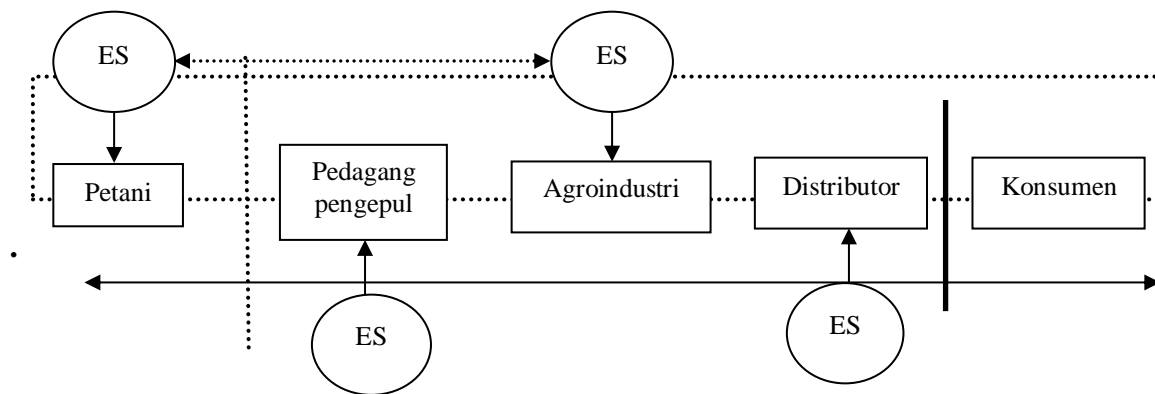 ES
ES
Petani
Pedagang
pengepul
Agroindustri
Distributor
Konsumen
ES
ES